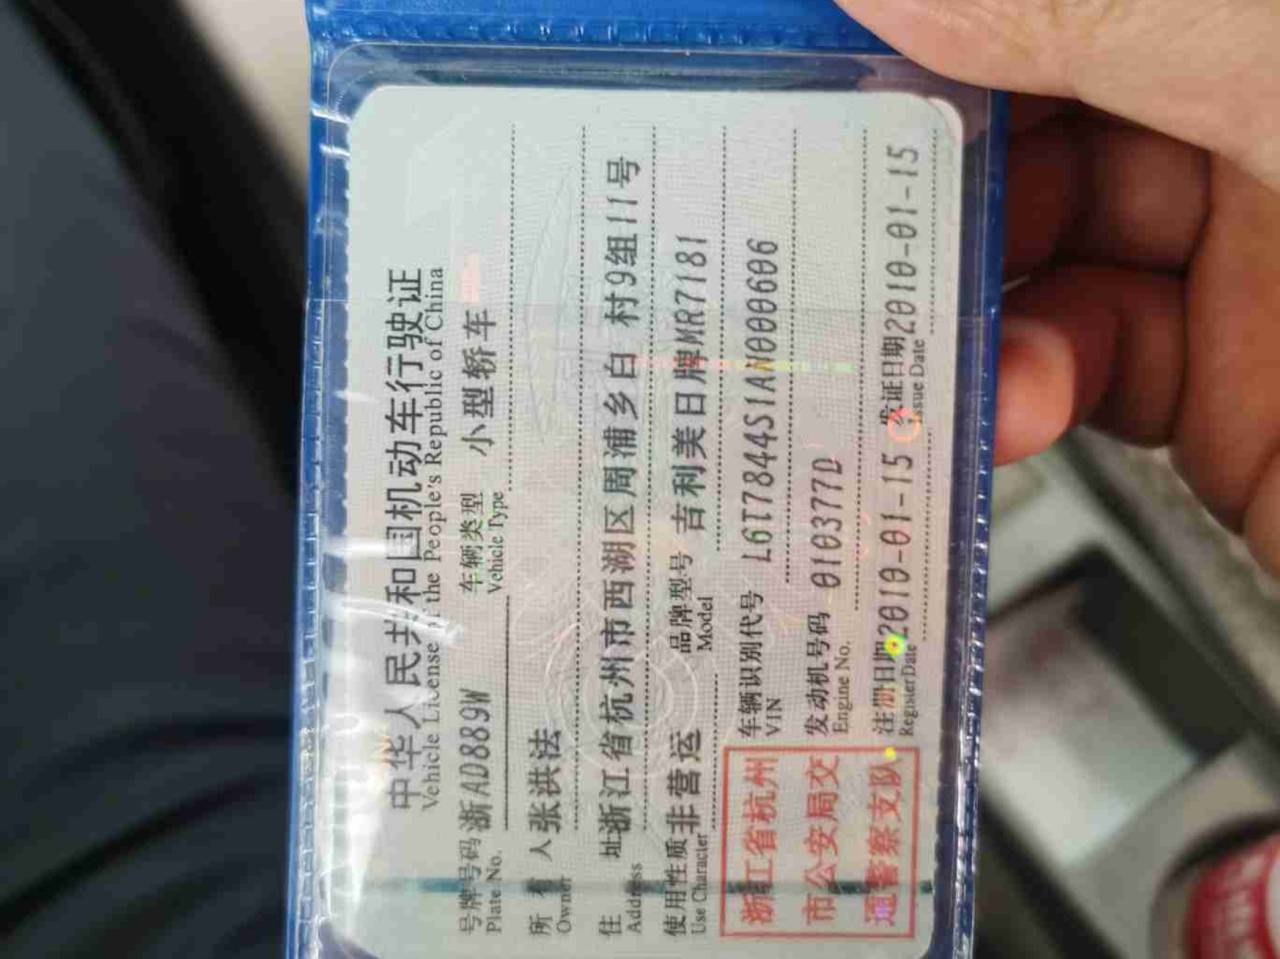 中华人民共和国机动车行驶证
Vehicle License of the People's Republic of China
号牌号码 浙AD889W 车辆类型 小型轿车
Plate No. Vehicle Type
所有人 张洪法
Owner
住址 浙江省杭州市西湖区周浦乡白 村9组11号
Address
使用性质 非营运 品牌型号 吉利美日牌MR7181
Use Character Model
浙江省杭州
市公安局交
通警察支队
车辆识别代号 L6T7844S1AN000606
VIN
发动机号码 010377D
Engine No.
注册日期 2010-01-15 发证日期 2010-01-15
Register Date Issue Date